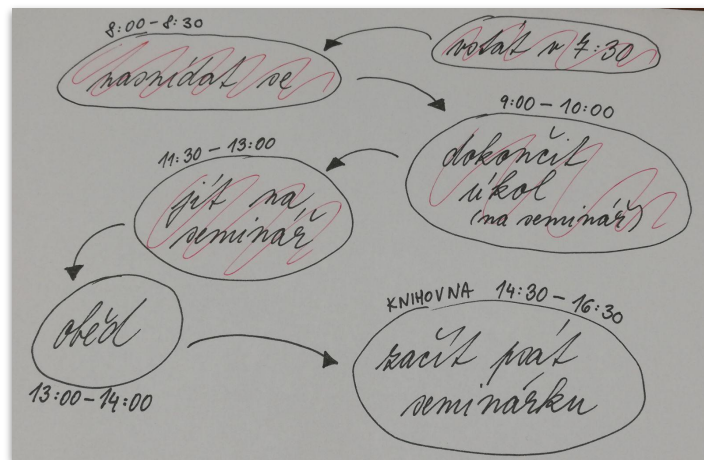 vstát v 7:30
8:00-8:30
nasnídat se
9:00-10:00
dokončit
úkol
(na seminář)
11:30-13:00
jít na
seminář
oběd
13:00-14:00
KNIHOVNA 14:30-16:30
začít psát
seminárku